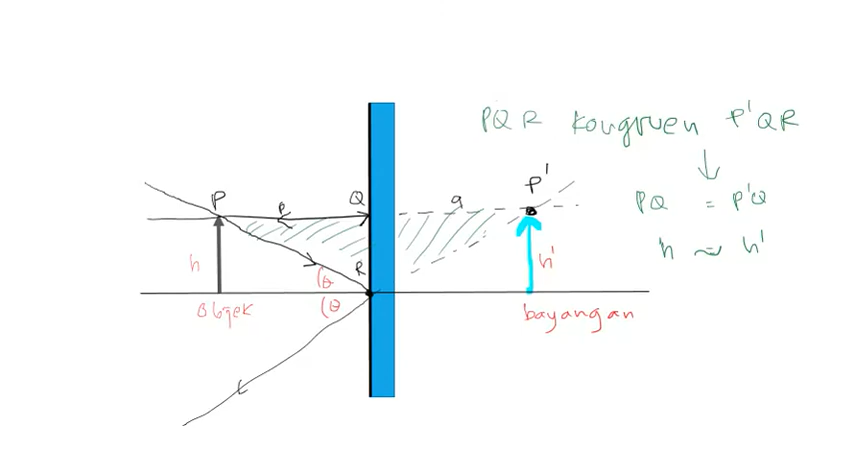 PQR kongruen P'QR
PQ = P'Q
h ~ h'
P'
P
p
Q
q
R
h
h'
θ
θ
Objek
bayangan